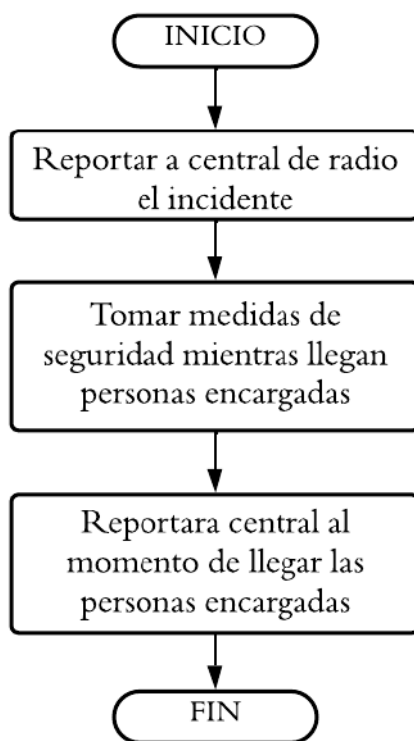 INICIO
Reportar a central de radio
el incidente
Tomar medidas de
seguridad mientras llegan
personas encargadas
Reportara central al
momento de llegar las
personas encargadas
FIN